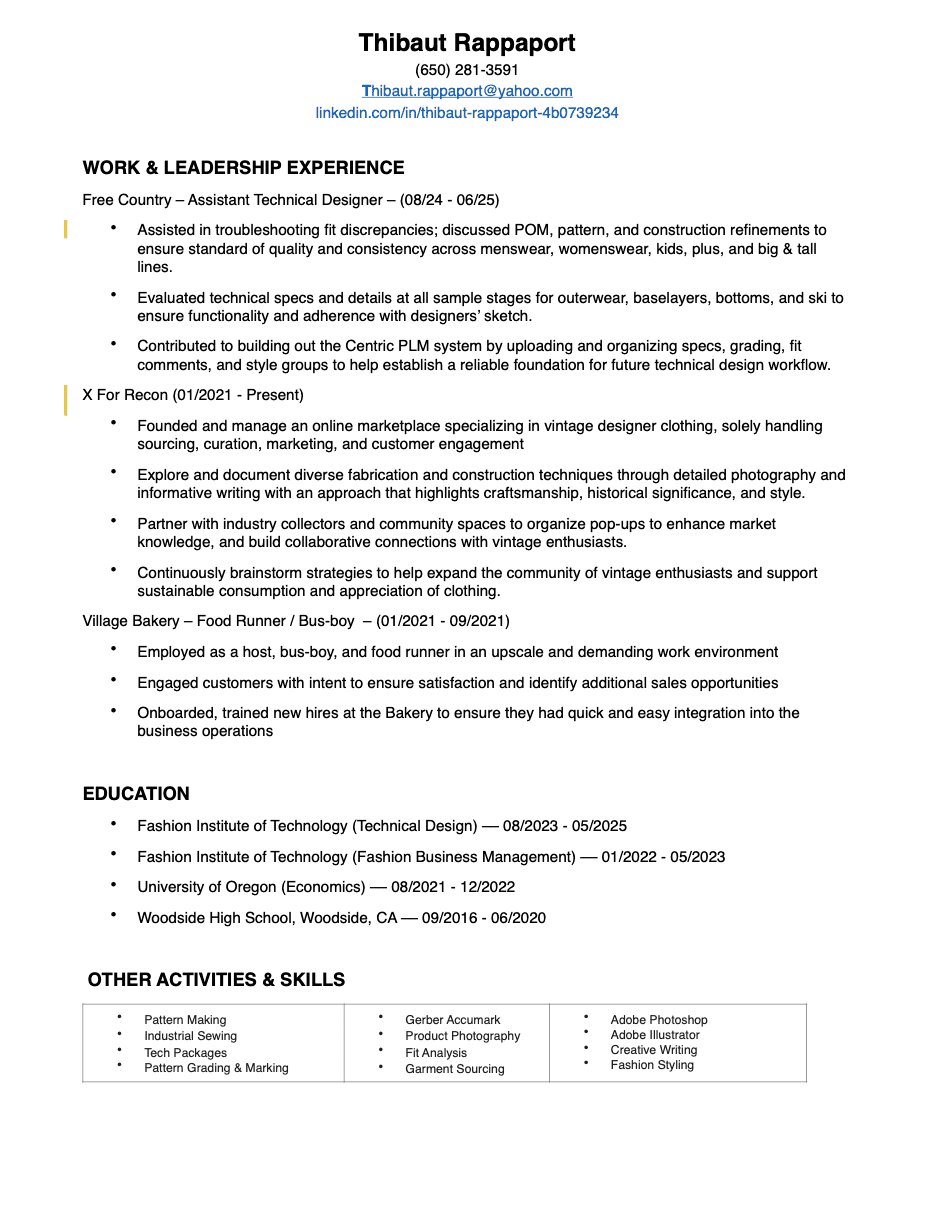 Thibaut Rappaport
(650) 281-3591
Thibaut.rappaport@yahoo.com
linkedin.com/in/thibaut-rappaport-4b0739234
WORK & LEADERSHIP EXPERIENCE
Free Country – Assistant Technical Designer – (08/24 - 06/25)
• Assisted in troubleshooting fit discrepancies; discussed POM, pattern, and construction refinements to
ensure standard of quality and consistency across menswear, womenswear, kids, plus, and big & tall
lines.
• Evaluated technical specs and details at all sample stages for outerwear, baselayers, bottoms, and ski to
ensure functionality and adherence with designers’ sketch.
• Contributed to building out the Centric PLM system by uploading and organizing specs, grading, fit
comments, and style groups to help establish a reliable foundation for future technical design workflow.
X For Recon (01/2021 - Present)
• Founded and manage an online marketplace specializing in vintage designer clothing, solely handling
sourcing, curation, marketing, and customer engagement
• Explore and document diverse fabrication and construction techniques through detailed photography and
informative writing with an approach that highlights craftsmanship, historical significance, and style.
• Partner with industry collectors and community spaces to organize pop-ups to enhance market
knowledge, and build collaborative connections with vintage enthusiasts.
• Continuously brainstorm strategies to help expand the community of vintage enthusiasts and support
sustainable consumption and appreciation of clothing.
Village Bakery – Food Runner / Bus-boy – (01/2021 - 09/2021)
• Employed as a host, bus-boy, and food runner in an upscale and demanding work environment
• Engaged customers with intent to ensure satisfaction and identify additional sales opportunities
• Onboarded, trained new hires at the Bakery to ensure they had quick and easy integration into the
business operations
EDUCATION
• Fashion Institute of Technology (Technical Design) — 08/2023 - 05/2025
• Fashion Institute of Technology (Fashion Business Management) — 01/2022 - 05/2023
• University of Oregon (Economics) — 08/2021 - 12/2022
• Woodside High School, Woodside, CA — 09/2016 - 06/2020
OTHER ACTIVITIES & SKILLS
• Pattern Making
• Industrial Sewing
• Tech Packages
• Pattern Grading & Marking
• Gerber Accumark
• Product Photography
• Fit Analysis
• Garment Sourcing
• Adobe Photoshop
• Adobe Illustrator
• Creative Writing
• Fashion Styling